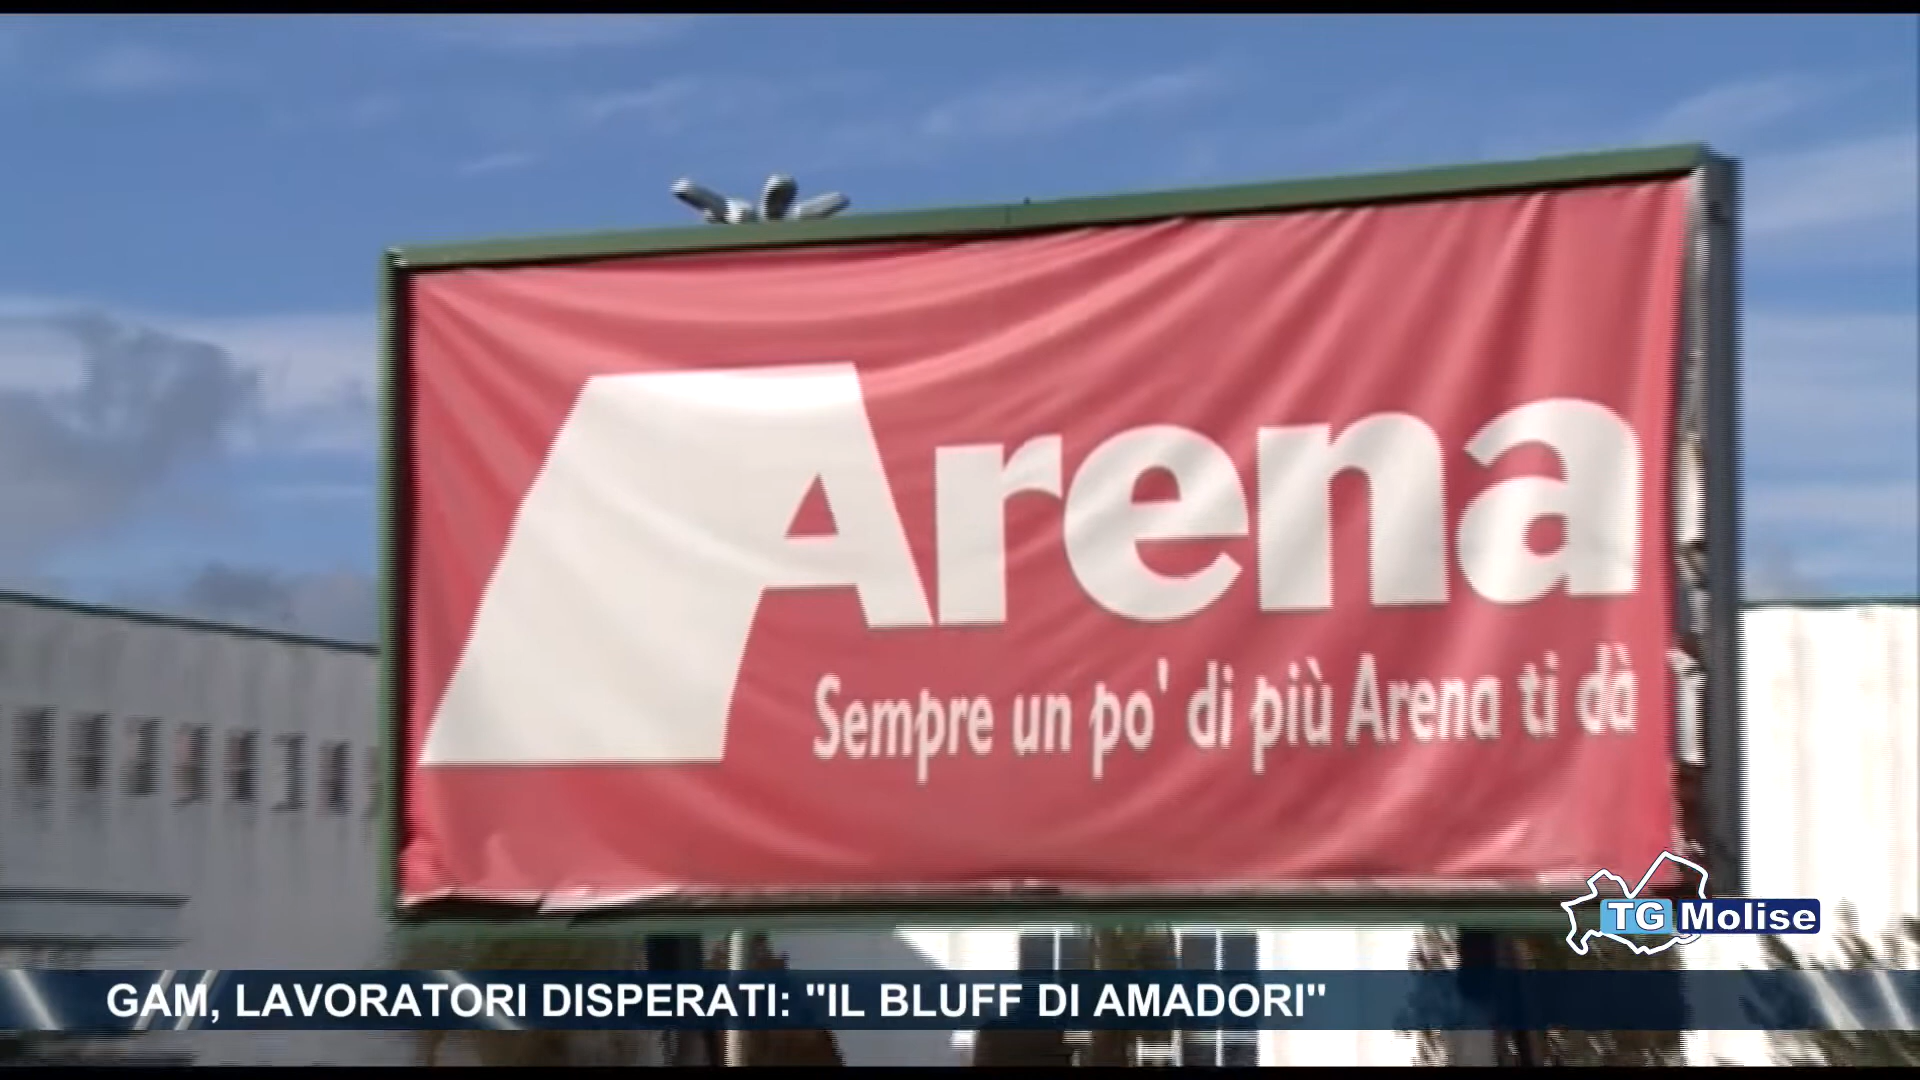 Arena
Sempre un po' di più Arena ti dà
TG Molise
GAM, LAVORATORI DISPERATI: "IL BLUFF DI AMADORI"